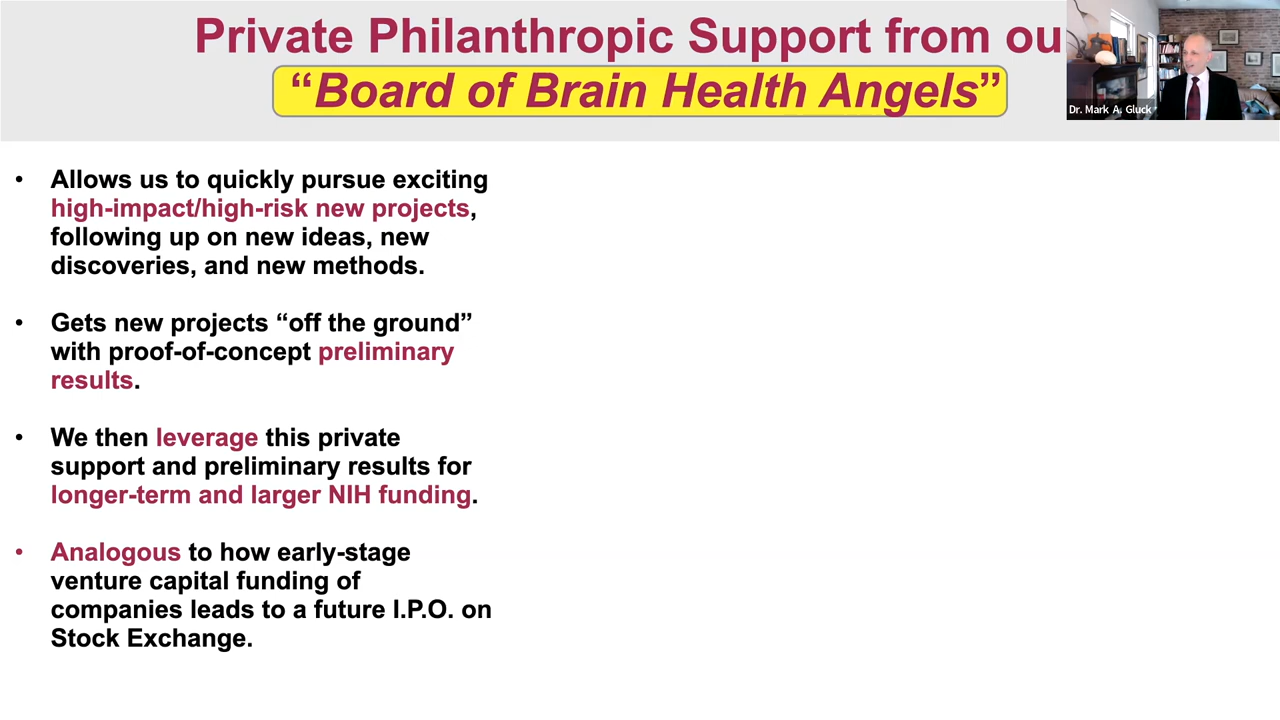 Private Philanthropic Support from ou
“Board of Brain Health Angels”
Dr. Mark A. Gluck
• Allows us to quickly pursue exciting
high-impact/high-risk new projects,
following up on new ideas, new
discoveries, and new methods.
• Gets new projects “off the ground”
with proof-of-concept preliminary
results.
• We then leverage this private
support and preliminary results for
longer-term and larger NIH funding.
• Analogous to how early-stage
venture capital funding of
companies leads to a future I.P.O. on
Stock Exchange.